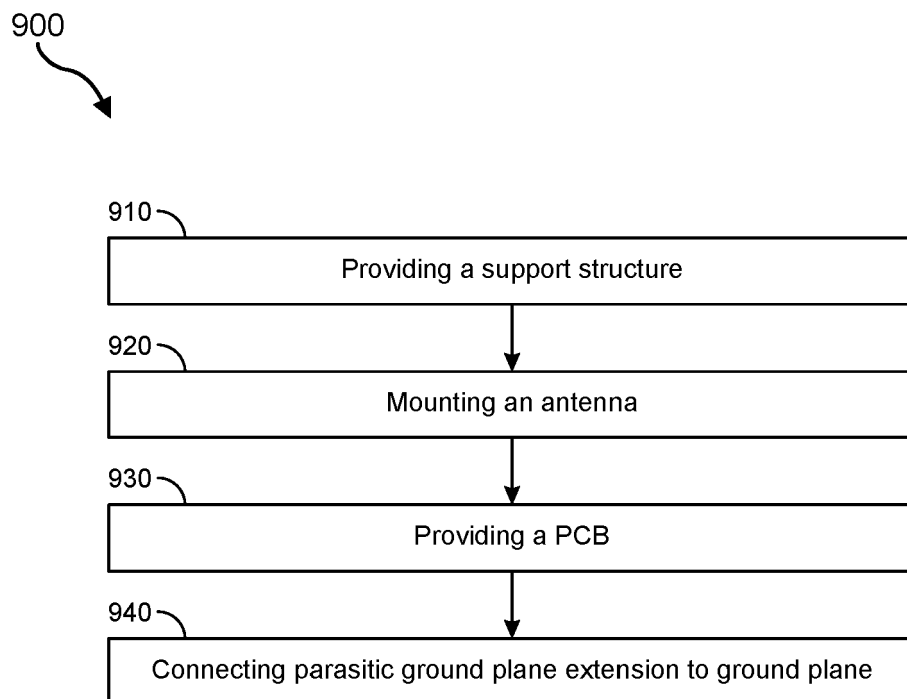 900
910
Providing a support structure
920
Mounting an antenna
930
Providing a PCB
940
Connecting parasitic ground plane extension to ground plane